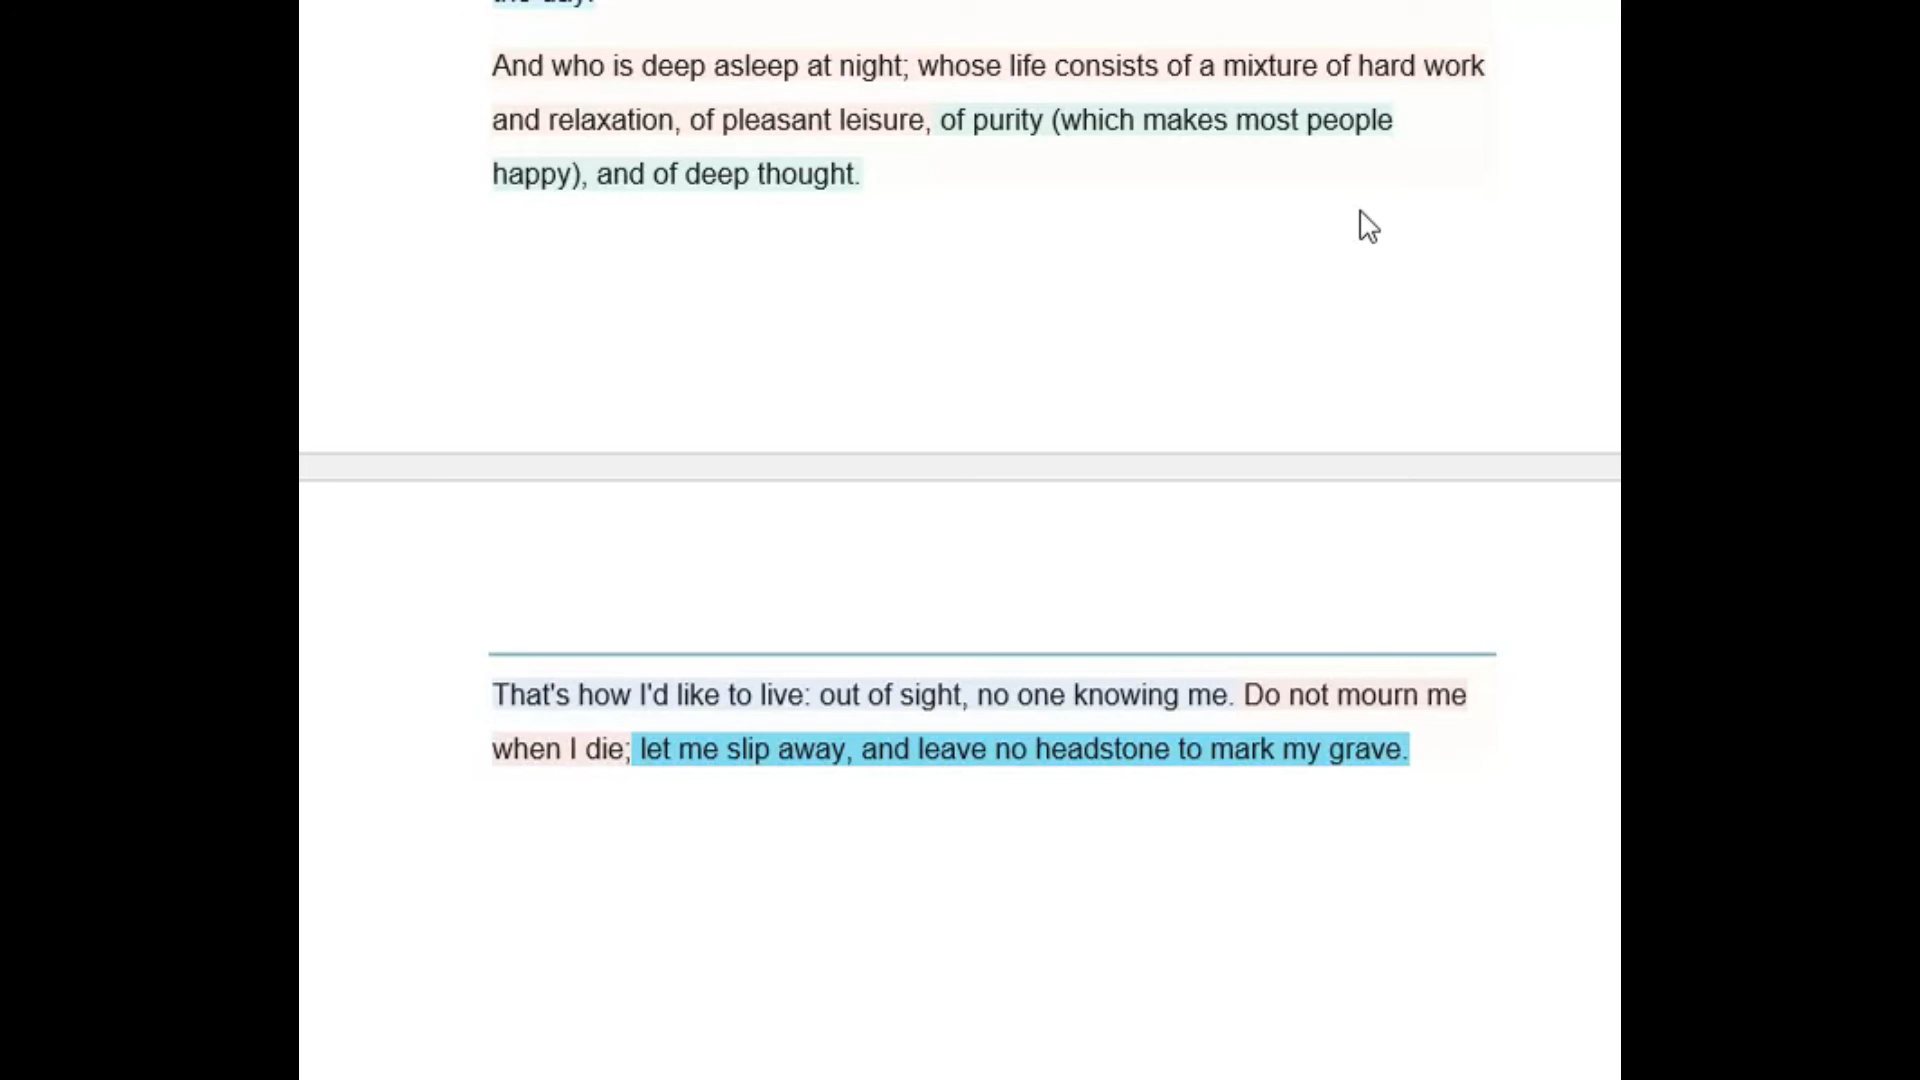 the day.
And who is deep asleep at night; whose life consists of a mixture of hard work
and relaxation, of pleasant leisure, of purity (which makes most people
happy), and of deep thought.
That's how I'd like to live: out of sight, no one knowing me. Do not mourn me
when I die; let me slip away, and leave no headstone to mark my grave.